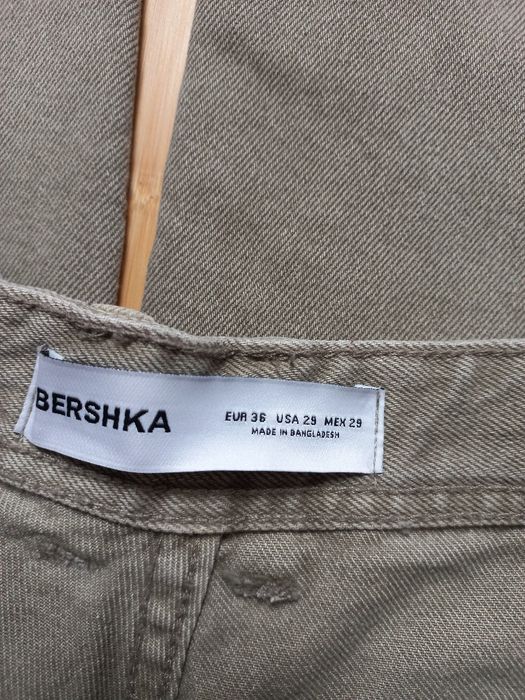 BERSHKA
EUR 36 USA 29 MEX 29
MADE IN BANGLADESH